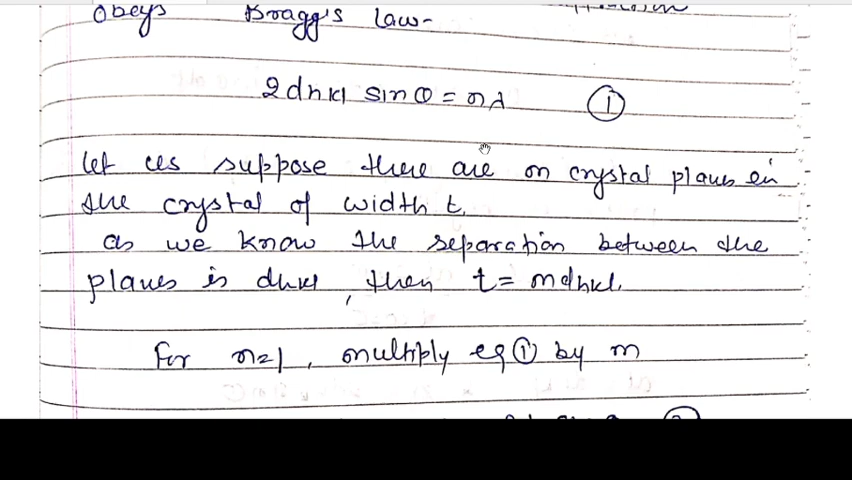 Obeys Bragg's law-
2dhkl sinθ = nλ ①
let us suppose there are m crystal planes in
the crystal of width t.
as we know the separation between the
planes is dhkl, then t = mdhkl.
For n=1, multiply eq ① by m